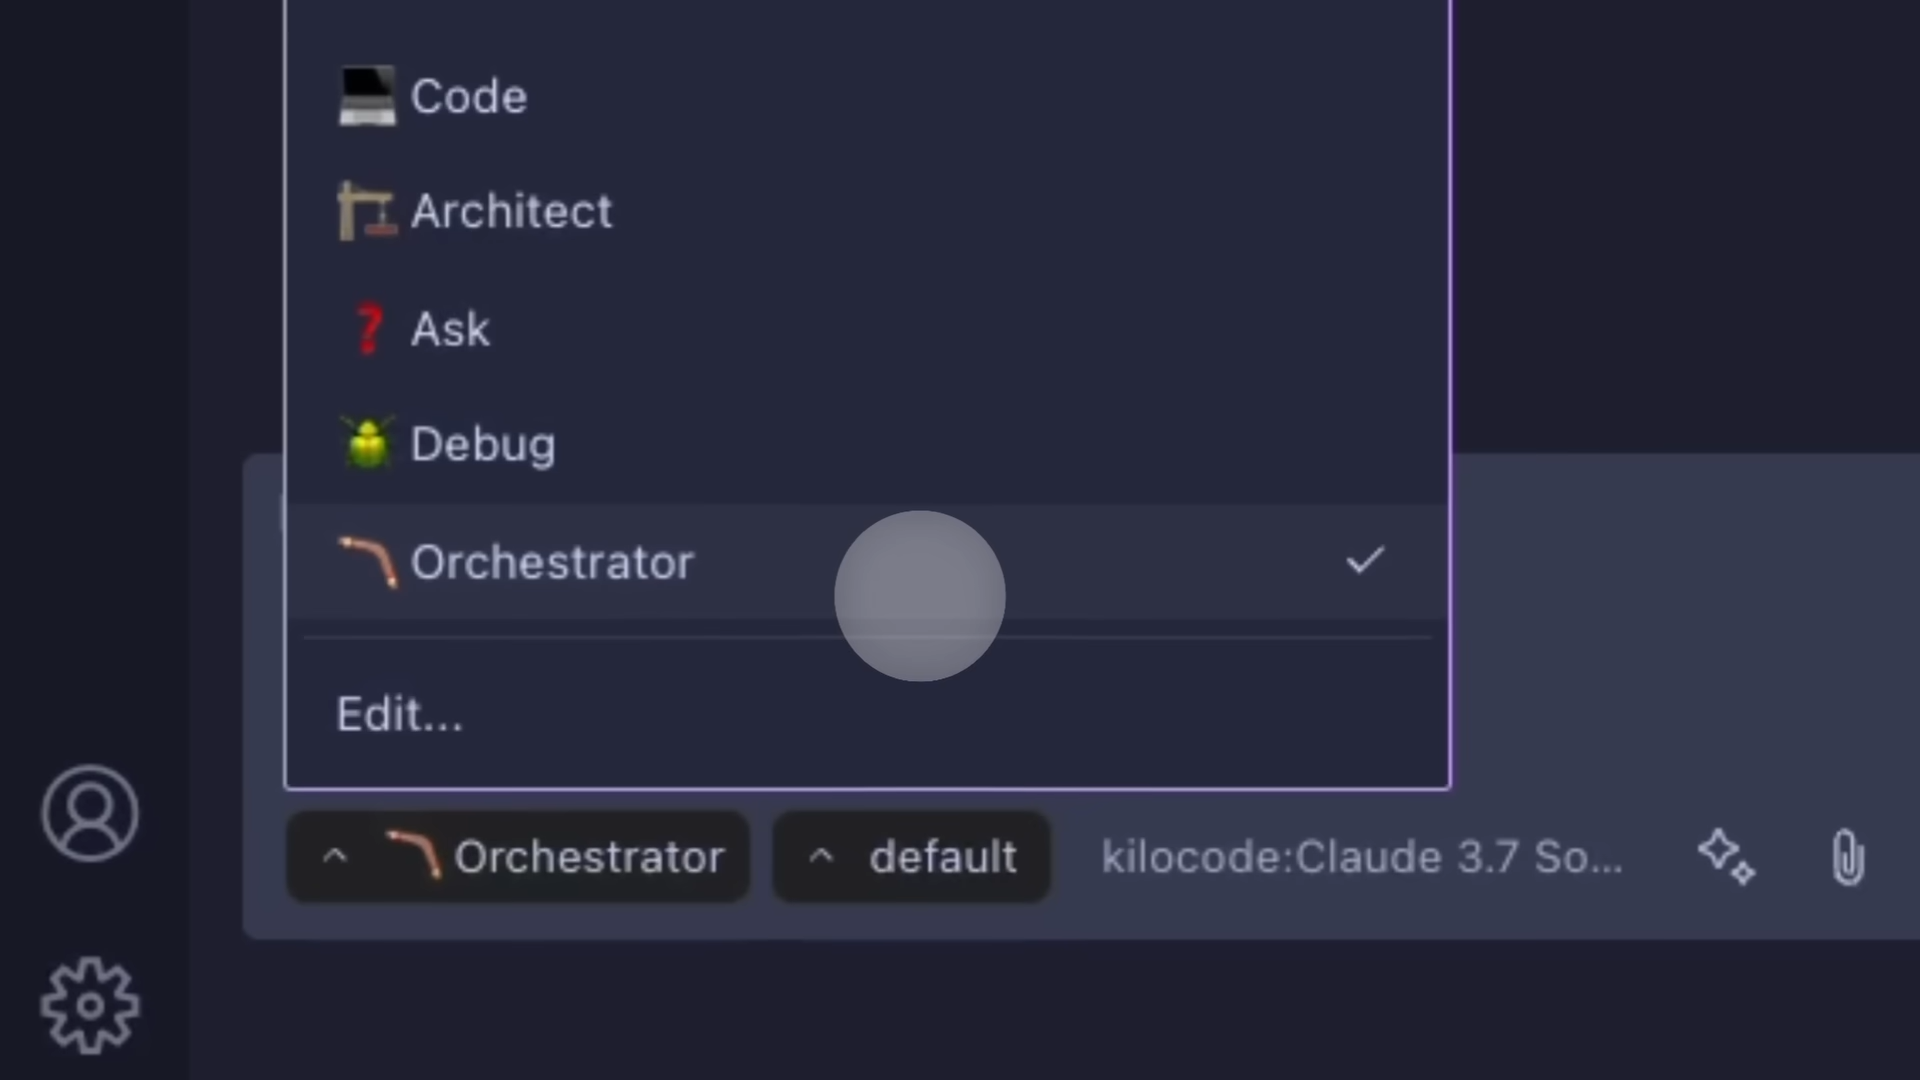 Code
Architect
Ask
Debug
Orchestrator
Edit...
Orchestrator
default
kilocode:Claude 3.7 So...